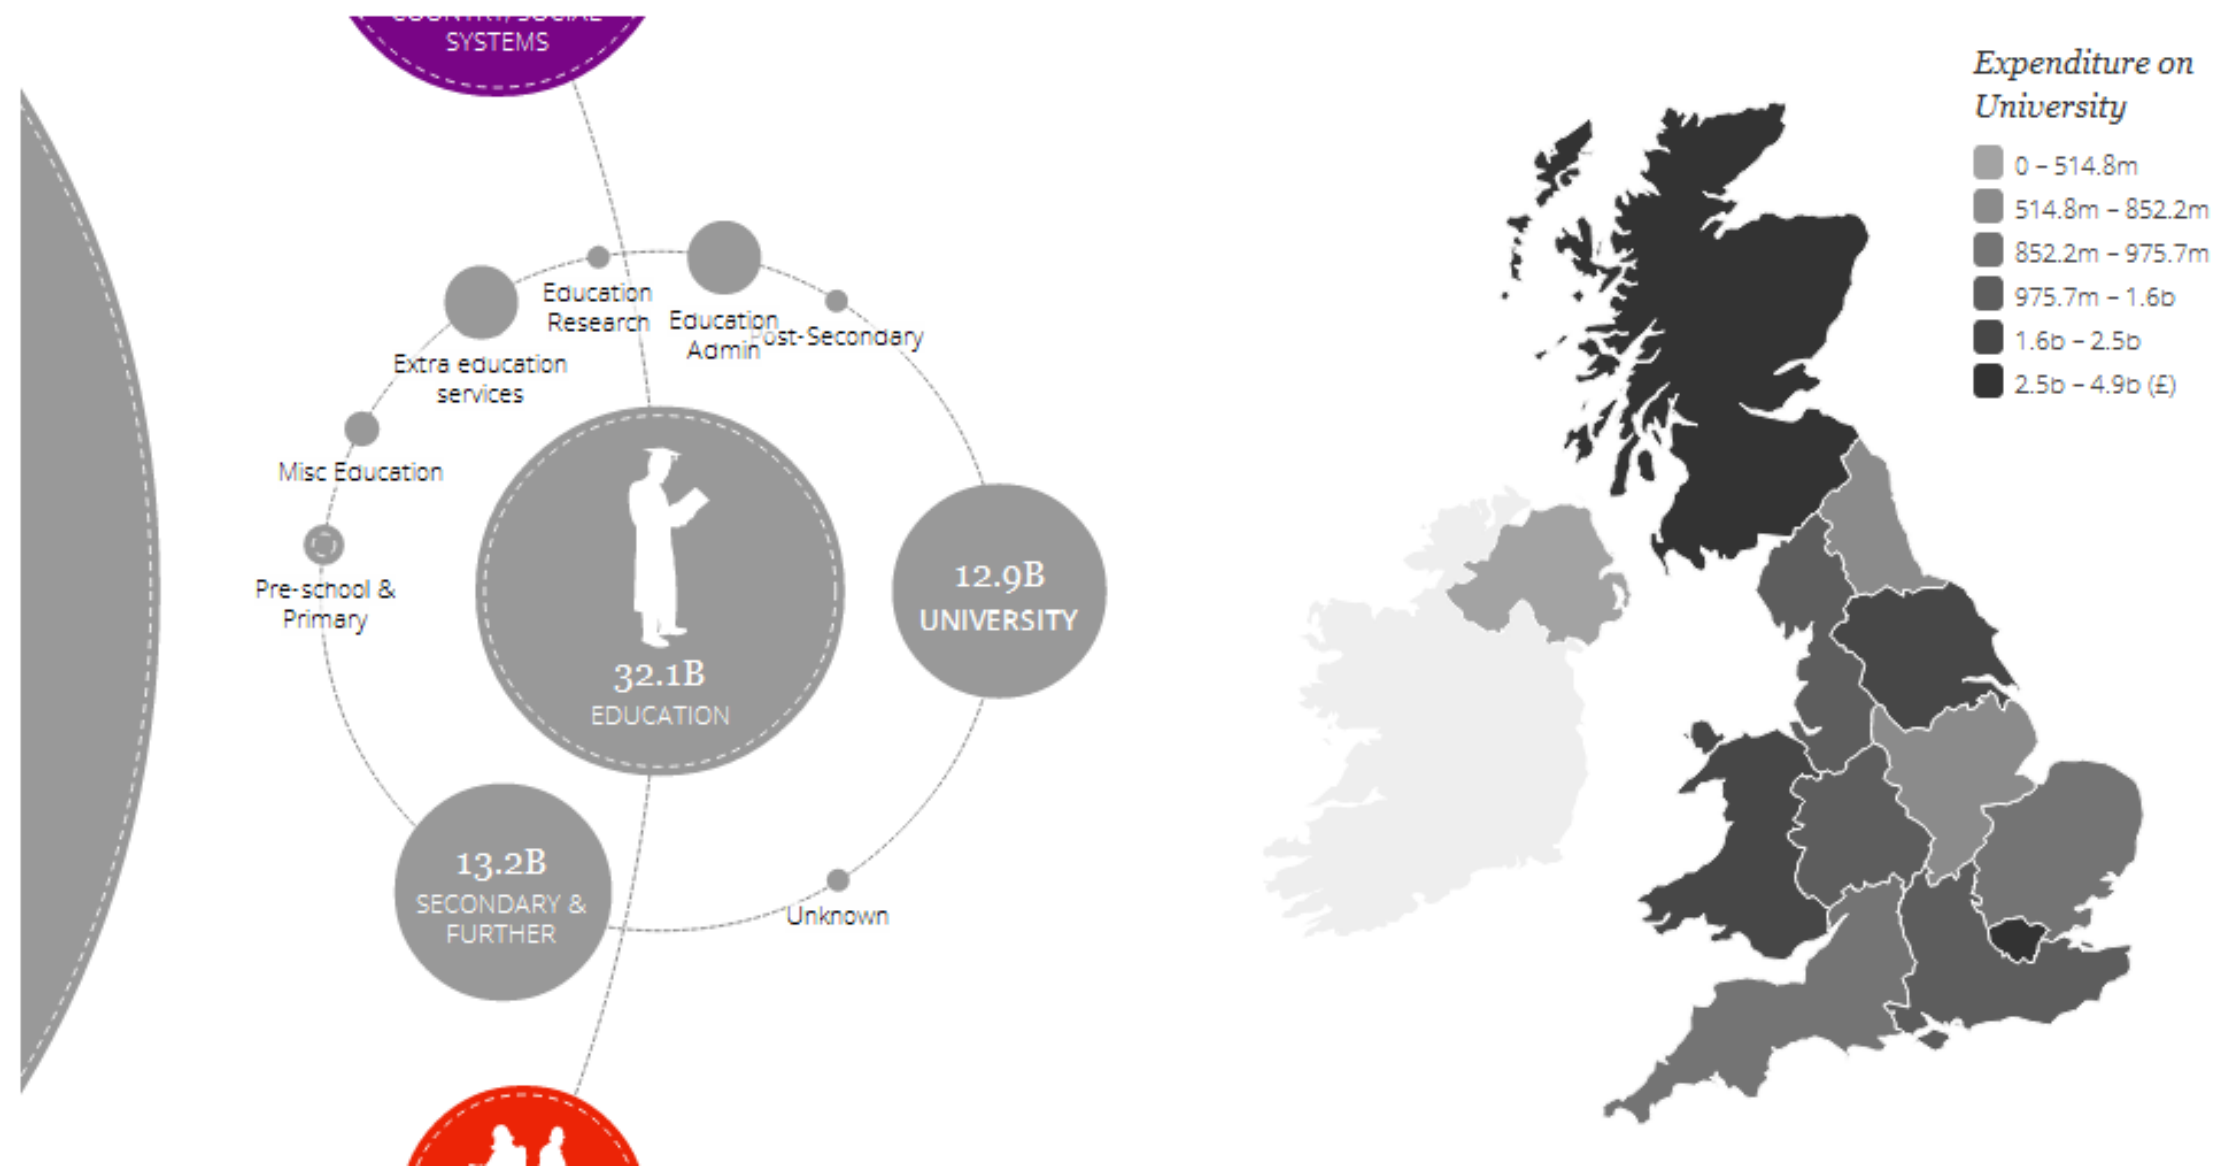 COUNTRY/SOCIAL
SYSTEMS
Education
Research
Education
Admin
Post-Secondary
Extra education
services
Misc Education
Pre-school &
Primary
12.9B
UNIVERSITY
32.1B
EDUCATION
13.2B
SECONDARY &
FURTHER
Unknown
Expenditure on
University
0 – 514.8m
514.8m – 852.2m
852.2m – 975.7m
975.7m – 1.6b
1.6b – 2.5b
2.5b – 4.9b (£)